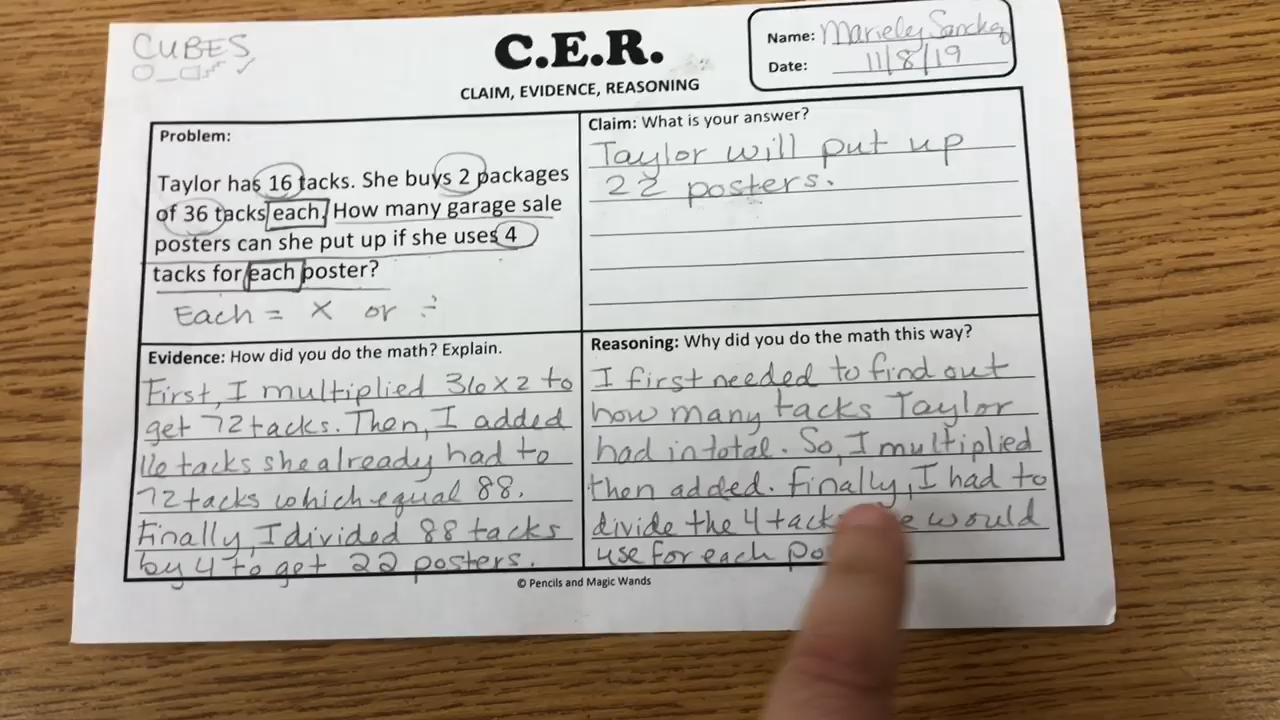 CUBES
C.E.R.
CLAIM, EVIDENCE, REASONING
Name: Mariely
Date: 11/8/19
Problem:
Taylor has 16 tacks. She buys 2 packages
of 36 tacks each. How many garage sale
posters can she put up if she uses 4
tacks for each poster?
Each = x or ÷
Claim: What is your answer?
Taylor will put up
22 posters.
Evidence: How did you do the math? Explain.
First, I multiplied 36x2 to
get 72 tacks. Then, I added
16 tacks she already had to
72 tacks which equal 88.
Finally, I divided 88 tacks
by 4 to get 22 posters.
Reasoning: Why did you do the math this way?
I first needed to find out
how many tacks Taylor
had in total. So, I multiplied
then added. Finally, I had to
divide the 4 tack would
use for each
© Pencils and Magic Wands